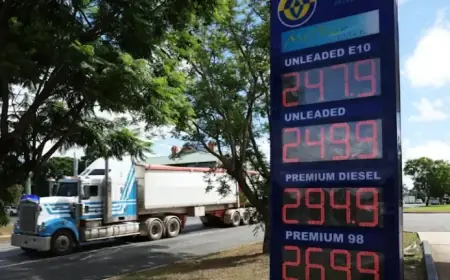 UNLEADED E10
247.9
UNLEADED
249.9
PREMIUM DIESEL
294.9
PREMIUM 98
269.9